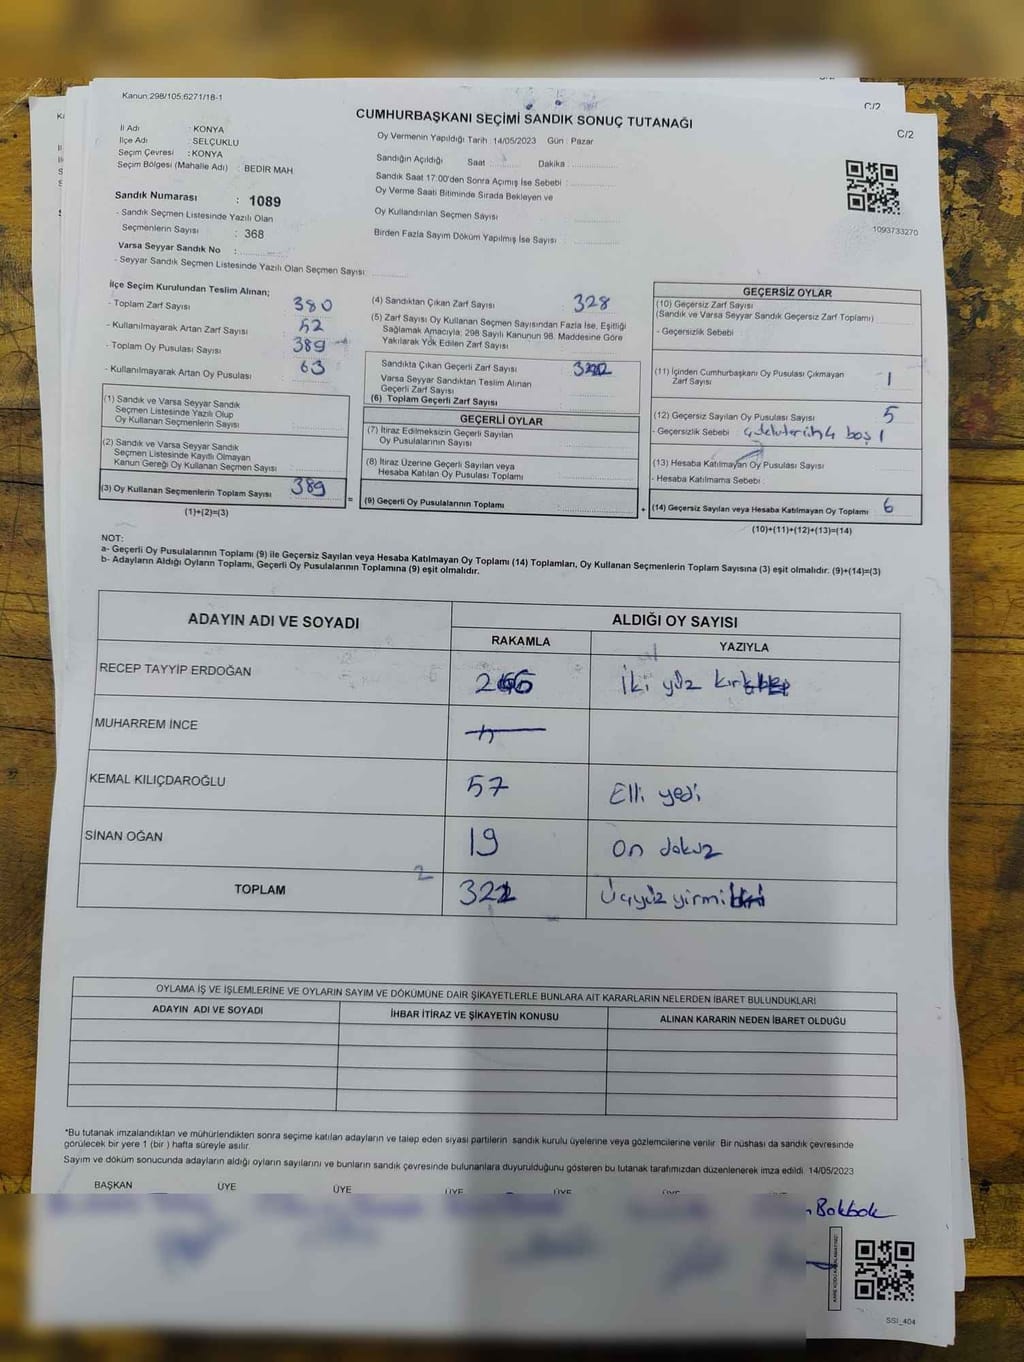 Kanun:298/105,6271/18-1
C/2
CUMHURBAŞKANI SEÇİMİ SANDIK SONUÇ TUTANAĞI
C/2
İl Adı : KONYA
İlçe Adı : SELÇUKLU
Seçim Çevresi : KONYA
Seçim Bölgesi (Mahalle Adı) : BEDİR MAH
Oy Vermenin Yapıldığı Tarih : 14/05/2023 Gün : Pazar
Sandığın Açıldığı Saat Dakika
Sandık Saat 17:00'den Sonra Açımış İse Sebebi :
Oy Verme Saati Bitiminde Sırada Bekleyen ve
Oy Kullandırılan Seçmen Sayısı
Birden Fazla Sayım Döküm Yapılmış İse Sayısı
1093733270
Sandık Numarası : 1089
- Sandık Seçmen Listesinde Yazılı Olan
Seçmenlerin Sayısı : 368
Varsa Seyyar Sandık No :
- Seyyar Sandık Seçmen Listesinde Yazılı Olan Seçmen Sayısı:
İlçe Seçim Kurulundan Teslim Alınan;
- Toplam Zarf Sayısı 380
- Kullanılmayarak Artan Zarf Sayısı 52
- Toplam Oy Pusulası Sayısı 389
- Kullanılmayarak Artan Oy Pusulası 63
(1) Sandık ve Varsa Seyyar Sandık
Seçmen Listesinde Yazılı Olup
Oy Kullanan Seçmenlerin Sayısı
(2) Sandık ve Varsa Seyyar Sandık
Seçmen Listesinde Kayıtlı Olmayan
Kanun Gereği Oy Kullanan Seçmen Sayısı
(3) Oy Kullanan Seçmenlerin Toplam Sayısı 389
(1)+(2)=(3)
(4) Sandıktan Çıkan Zarf Sayısı 328
(5) Zarf Sayısı Oy Kullanan Seçmen Sayısından Fazla İse, Eşitliği
Sağlamak Amacıyla; 298 Sayılı Kanunun 98. Maddesine Göre
Yakılarak Yok Edilen Zarf Sayısı
Sandıkta Çıkan Geçerli Zarf Sayısı
Varsa Seyyar Sandıktan Teslim Alınan
Geçerli Zarf Sayısı
(6) Toplam Geçerli Zarf Sayısı
GEÇERLİ OYLAR
(7) İtiraz Edilmeksizin Geçerli Sayılan
Oy Pusulalarının Sayısı
(8) İtiraz Üzerine Geçerli Sayılan veya
Hesaba Katılan Oy Pusulası Toplamı
=
(9) Geçerli Oy Pusulalarının Toplamı
+
GEÇERSİZ OYLAR
(10) Geçersiz Zarf Sayısı
(Sandık ve Varsa Seyyar Sandık Geçersiz Zarf Toplamı)
- Geçersizlik Sebebi
(11) İçinden Cumhurbaşkanı Oy Pusulası Çıkmayan
Zarf Sayısı 1
(12) Geçersiz Sayılan Oy Pusulası Sayısı 5
- Geçersizlik Sebebi 4 boş 1
(13) Hesaba Katılmayan Oy Pusulası Sayısı
- Hesaba Katılmama Sebebi :
(14) Geçersiz Sayılan veya Hesaba Katılmayan Oy Toplamı 6
(10)+(11)+(12)+(13)=(14)
NOT:
a- Geçerli Oy Pusulalarının Toplamı (9) ile Geçersiz Sayılan veya Hesaba Katılmayan Oy Toplamı (14) Toplamları, Oy Kullanan Seçmenlerin Toplam Sayısına (3) eşit olmalıdır. (9)+(14)=(3)
b- Adayların Aldığı Oyların Toplamı, Geçerli Oy Pusulalarının Toplamına (9) eşit olmalıdır.
ADAYIN ADI VE SOYADI
ALDIĞI OY SAYISI
RAKAMLA YAZIYLA
RECEP TAYYİP ERDOĞAN İki yüz
MUHARREM İNCE
KEMAL KILIÇDAROĞLU 57 Elli yedi
SİNAN OĞAN 19 On dokuz
2
TOPLAM Üçyüz yirmi
OYLAMA İŞ VE İŞLEMLERİNE VE OYLARIN SAYIM VE DÖKÜMÜNE DAİR ŞİKAYETLERLE BUNLARA AİT KARARLARIN NELERDEN İBARET BULUNDUKLARI
ADAYIN ADI VE SOYADI İHBAR İTİRAZ VE ŞİKAYETİN KONUSU ALINAN KARARIN NEDEN İBARET OLDUĞU
*Bu tutanak imzalandıktan ve mühürlendikten sonra seçime katılan adayların ve talep eden siyasi partilerin sandık kurulu üyelerine veya gözlemcilerine verilir. Bir nüshası da sandık çevresinde
görülecek bir yere 1 (bir ) hafta süreyle asılır.
Sayım ve döküm sonucunda adayların aldığı oyların sayılarını ve bunların sandık çevresinde bulunanlara duyurulduğunu gösteren bu tutanak tarafımızdan düzenlenerek imza edildi. 14/05/2023
BAŞKAN ÜYE ÜYE ÜYE ÜYE ÜYE
Bokbok
SSI_404